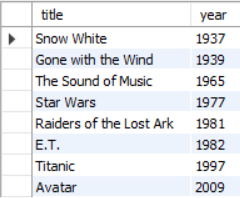 title year
Snow White 1937
Gone with the Wind 1939
The Sound of Music 1965
Star Wars 1977
Raiders of the Lost Ark 1981
E.T. 1982
Titanic 1997
Avatar 2009